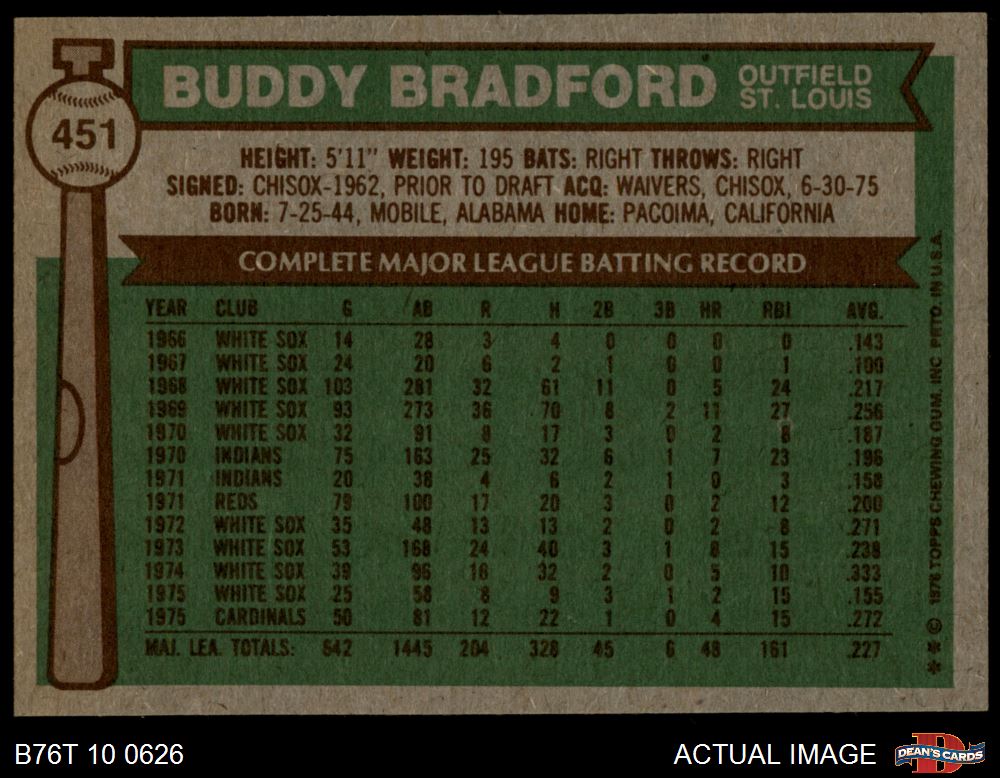 451
BUDDY BRADFORD
OUTFIELD
ST. LOUIS
HEIGHT: 5'11" WEIGHT: 195 BATS: RIGHT THROWS: RIGHT
SIGNED: CHISOX-1962, PRIOR TO DRAFT ACQ: WAIVERS, CHISOX, 6-30-75
BORN: 7-25-44, MOBILE, ALABAMA HOME: PACOIMA, CALIFORNIA
COMPLETE MAJOR LEAGUE BATTING RECORD
YEAR CLUB G AB R H 2B 3B HR RBI AVG.
1966 WHITE SOX 14 28 3 4 0 0 0 0 .143
1967 WHITE SOX 24 20 6 2 1 0 0 1 .100
1968 WHITE SOX 103 281 32 61 11 0 5 24 .217
1969 WHITE SOX 93 273 36 70 8 2 11 27 .256
1970 WHITE SOX 32 91 8 17 3 0 2 8 .187
1970 INDIANS 75 163 25 32 6 1 7 23 .196
1971 INDIANS 20 38 4 6 2 1 0 3 .158
1971 REDS 79 100 17 20 3 0 2 12 .200
1972 WHITE SOX 35 48 13 13 2 0 2 8 .271
1973 WHITE SOX 53 168 24 40 3 1 8 15 .238
1974 WHITE SOX 39 96 16 32 2 0 5 10 .333
1975 WHITE SOX 25 58 8 9 3 1 2 15 .155
1975 CARDINALS 50 81 12 22 1 0 4 15 .272
MAJ. LEA. TOTALS: 642 1445 204 328 45 6 48 161 .227
** © 1976 TOPPS CHEWING GUM, INC PRTD. IN U.S.A.
B76T 10 0626
ACTUAL IMAGE
D
DEAN'S CARDS